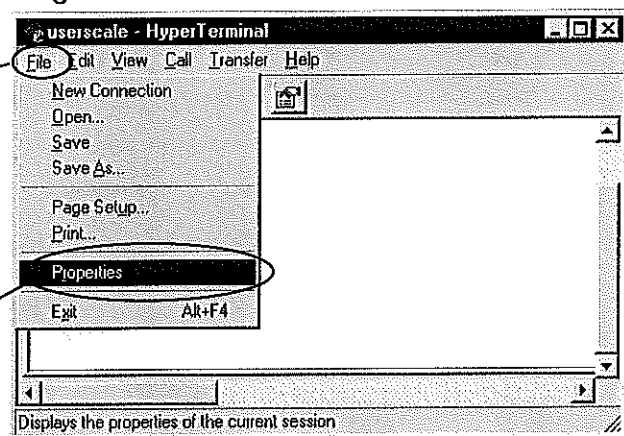 userscale - HyperTerminal
File Edit View Call Transfer Help
New Connection
Open...
Save
Save As...
Page Setup...
Print...
Properties
Exit Alt+F4
Displays the properties of the current session